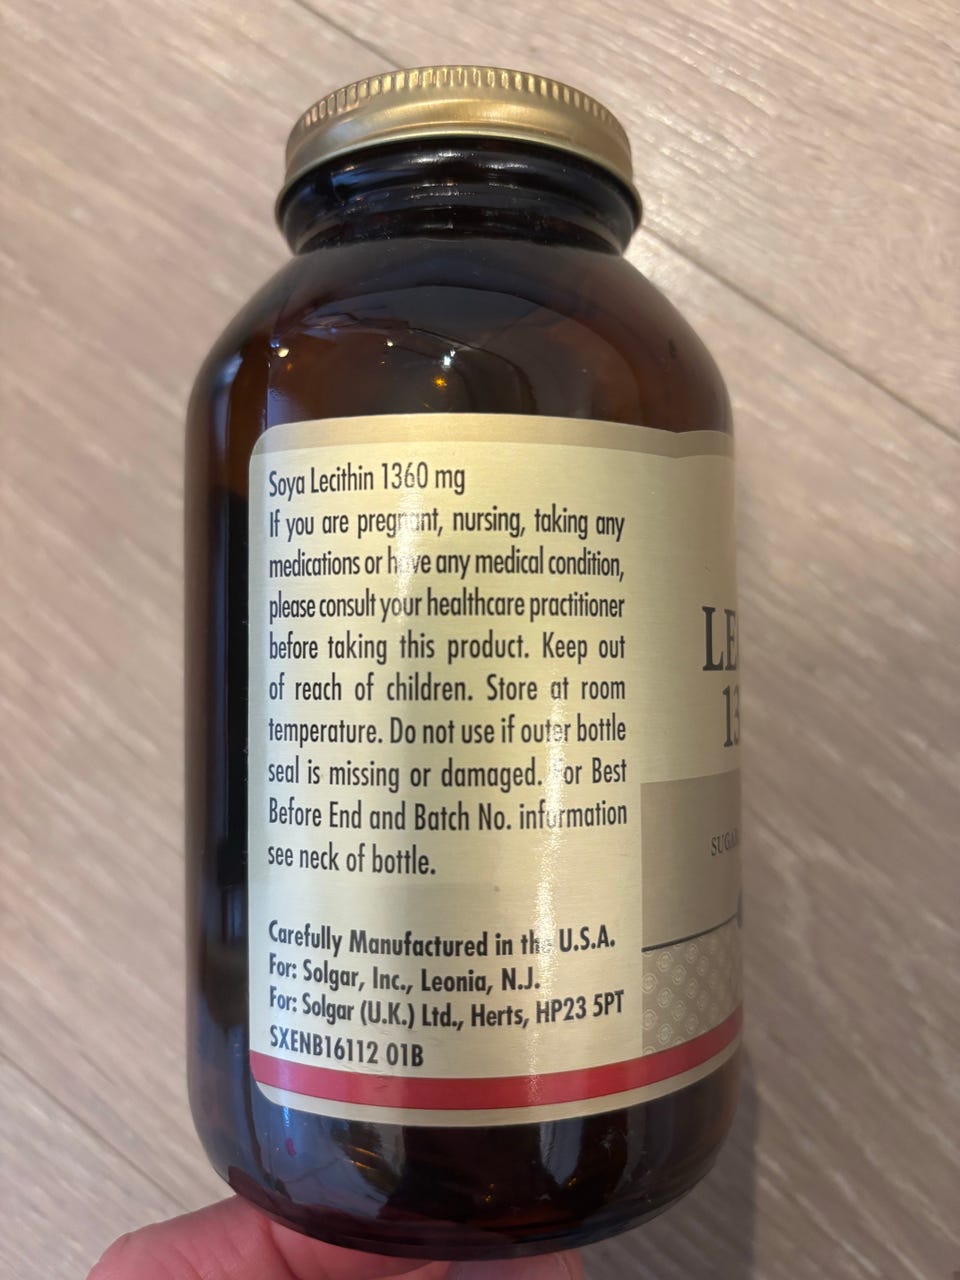 Soya Lecithin 1360 mg
If you are pregnant, nursing, taking any
medications or have any medical condition,
please consult your healthcare practitioner
before taking this product. Keep out
of reach of children. Store at room
temperature. Do not use if outer bottle
seal is missing or damaged. For Best
Before End and Batch No. information
see neck of bottle.
Carefully Manufactured in the U.S.A.
For: Solgar, Inc., Leonia, N.J.
For: Solgar (U.K.) Ltd., Herts, HP23 5PT
SXENB16112 01B
LE
13
SUGA